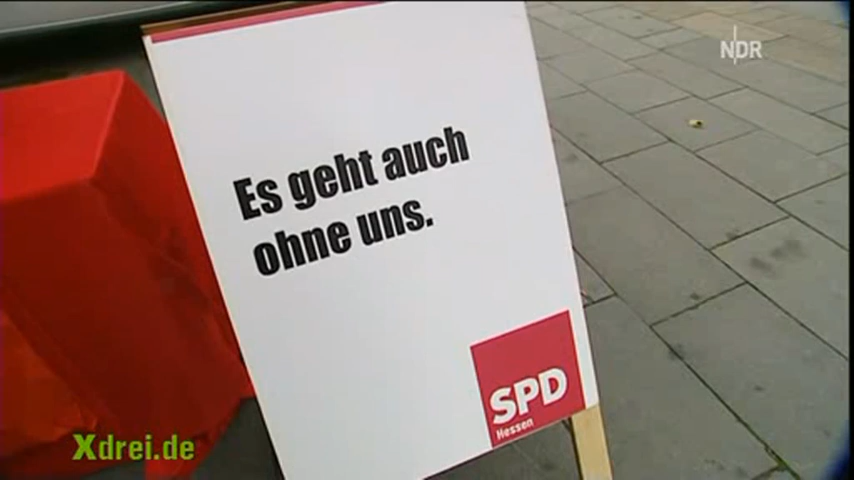 NDR
Es geht auch
ohne uns.
SPD
Hessen
Xdrei.de